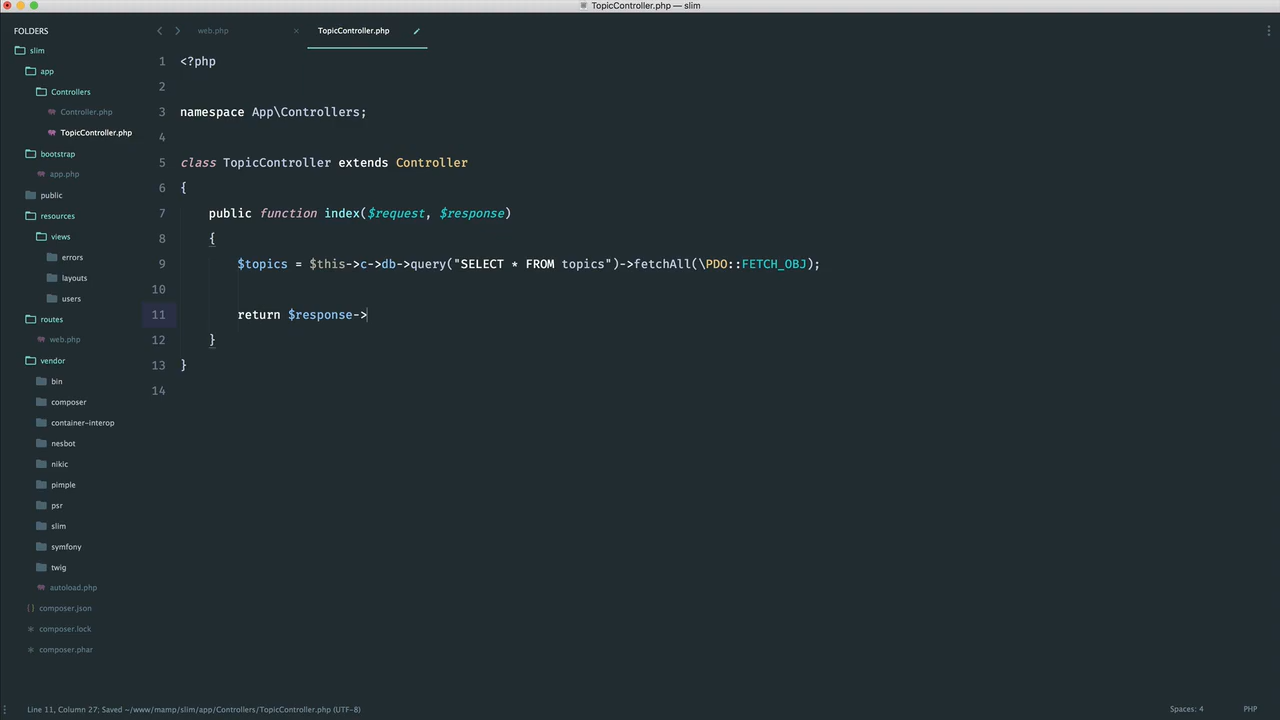 TopicController.php — slim
FOLDERS
slim
app
Controllers
Controller.php
TopicController.php
bootstrap
app.php
public
resources
views
errors
layouts
users
routes
web.php
vendor
bin
composer
container-interop
nesbot
nikic
pimple
psr
slim
symfony
twig
autoload.php
composer.json
composer.lock
composer.phar
web.php
TopicController.php
1 <?php
2
3 namespace App\Controllers;
4
5 class TopicController extends Controller
6 {
7 public function index($request, $response)
8 {
9 $topics = $this->c->db->query("SELECT * FROM topics")->fetchAll(\PDO::FETCH_OBJ);
10
11 return $response->
12 }
13 }
14
Line 11, Column 27; Saved ~/www/mamp/slim/app/Controllers/TopicController.php (UTF-8)
Spaces: 4
PHP